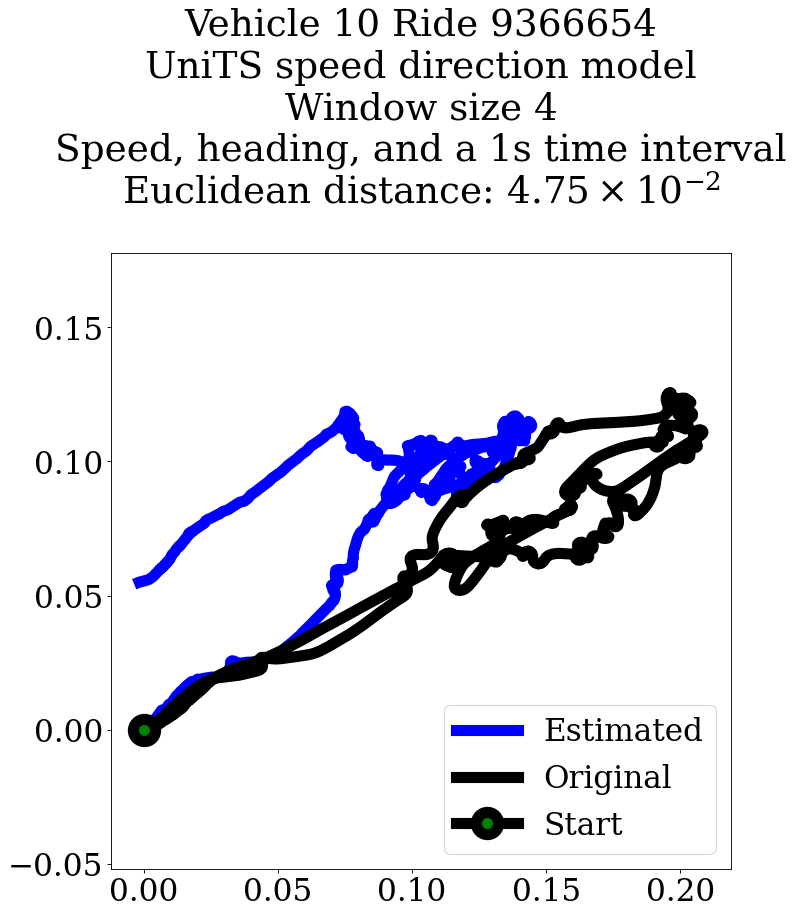 Vehicle 10 Ride 9366654
UniTS speed direction model
Window size 4
Speed, heading, and a 1s time interval
Euclidean distance: 4.75 × 10⁻²
0.15
0.10
0.05
0.00
−0.05
Estimated
Original
Start
0.00 0.05 0.10 0.15 0.20